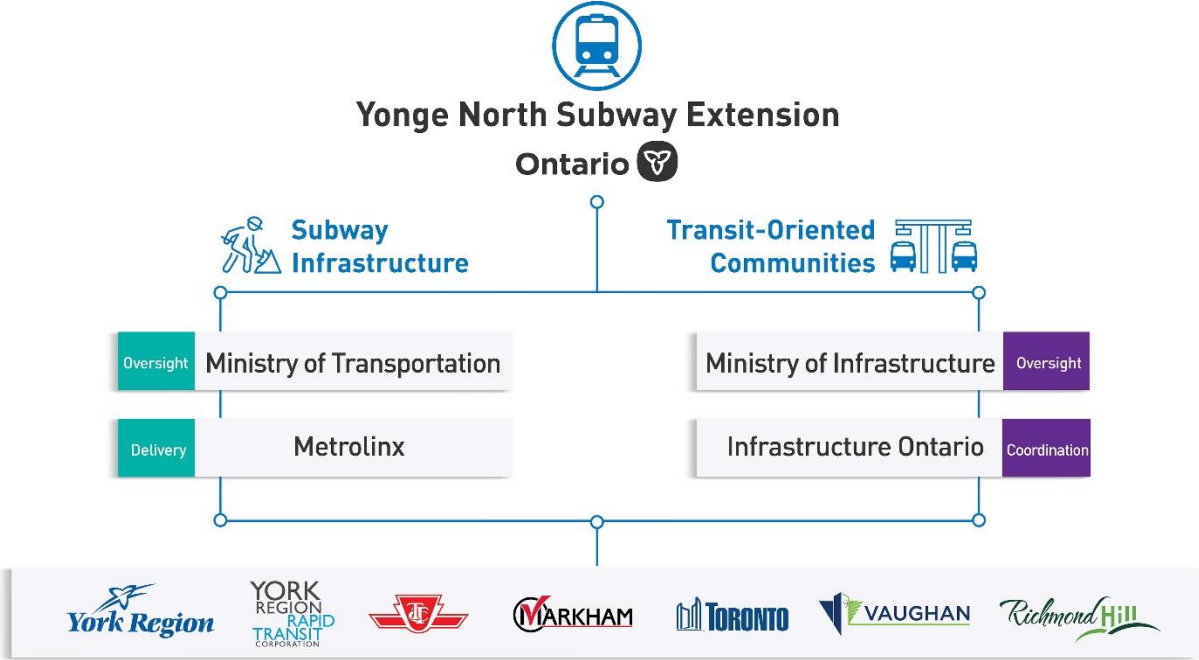 Yonge North Subway Extension
Ontario
Subway
Infrastructure
Transit-Oriented
Communities
Oversight
Ministry of Transportation
Ministry of Infrastructure
Oversight
Delivery
Metrolinx
Infrastructure Ontario
Coordination
York Region
YORK
REGION
RAPID
TRANSIT
CORPORATION
TTC
MARKHAM
TORONTO
VAUGHAN
Richmond Hill